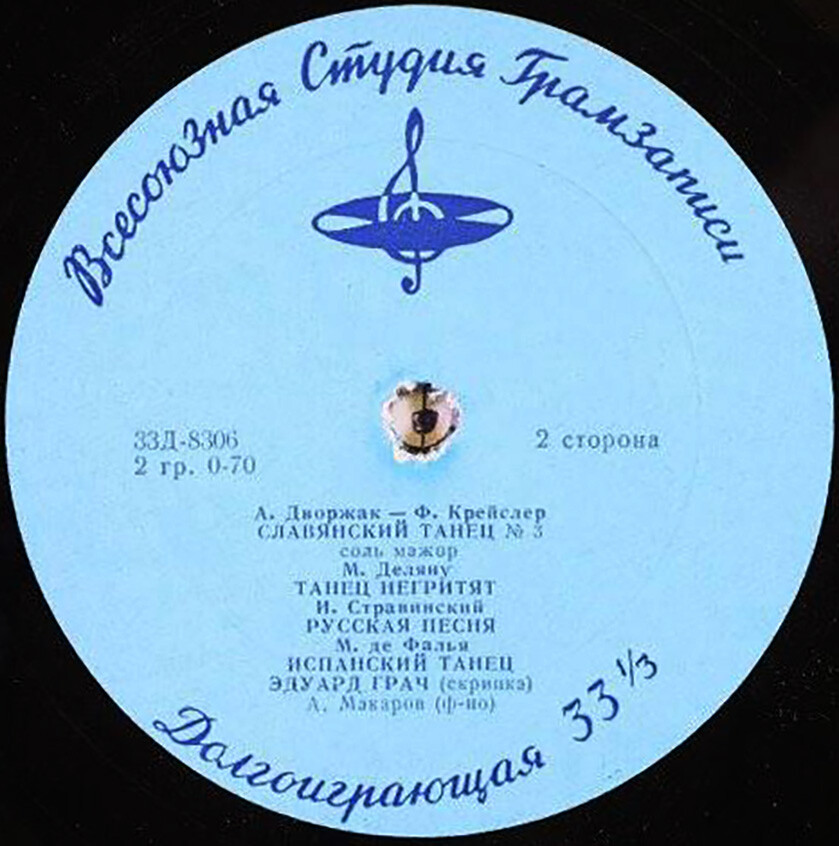 Всесоюзная Студия Грамзаписи
33Д-8306
2 гр. 0-70
2 сторона
А. Дворжак — Ф. Крейслер
СЛАВЯНСКИЙ ТАНЕЦ № 3
соль мажор
М. Деляну
ТАНЕЦ НЕГРИТЯТ
И. Стравинский
РУССКАЯ ПЕСНЯ
М. де Фалья
ИСПАНСКИЙ ТАНЕЦ
ЭДУАРД ГРАЧ (скрипка)
А. Макаров (ф-но)
Долгоиграющая 33 1/3